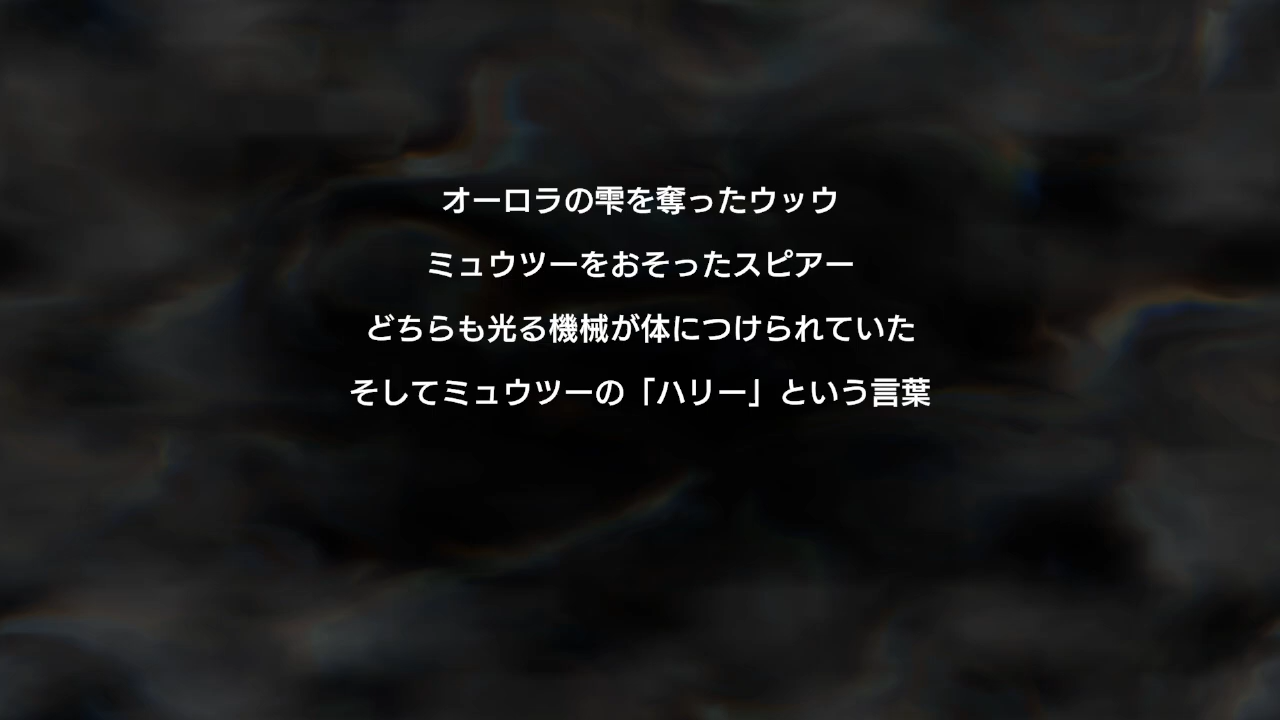 オーロラの雫を奪ったウッウ
ミュウツーをおそったスピアー
どちらも光る機械が体につけられていた
そしてミュウツーの「ハリー」という言葉